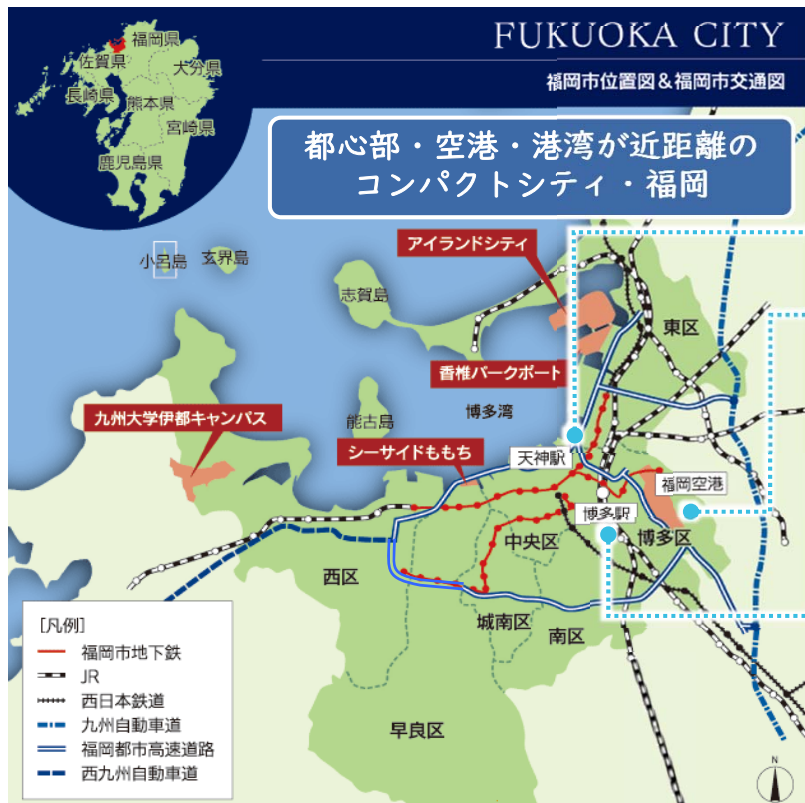 FUKUOKA CITY
福岡市位置図＆福岡市交通図
福岡県
佐賀県
大分県
長崎県
熊本県
宮崎県
鹿児島県
都心部・空港・港湾が近距離の
コンパクトシティ・福岡
アイランドシティ
小呂島
玄界島
志賀島
東区
香椎パークポート
九州大学伊都キャンパス
能古島
博多湾
シーサイドももち
天神駅
福岡空港
博多駅
中央区
博多区
西区
城南区
南区
早良区
[凡例]
福岡市地下鉄
JR
西日本鉄道
九州自動車道
福岡都市高速道路
西九州自動車道
N